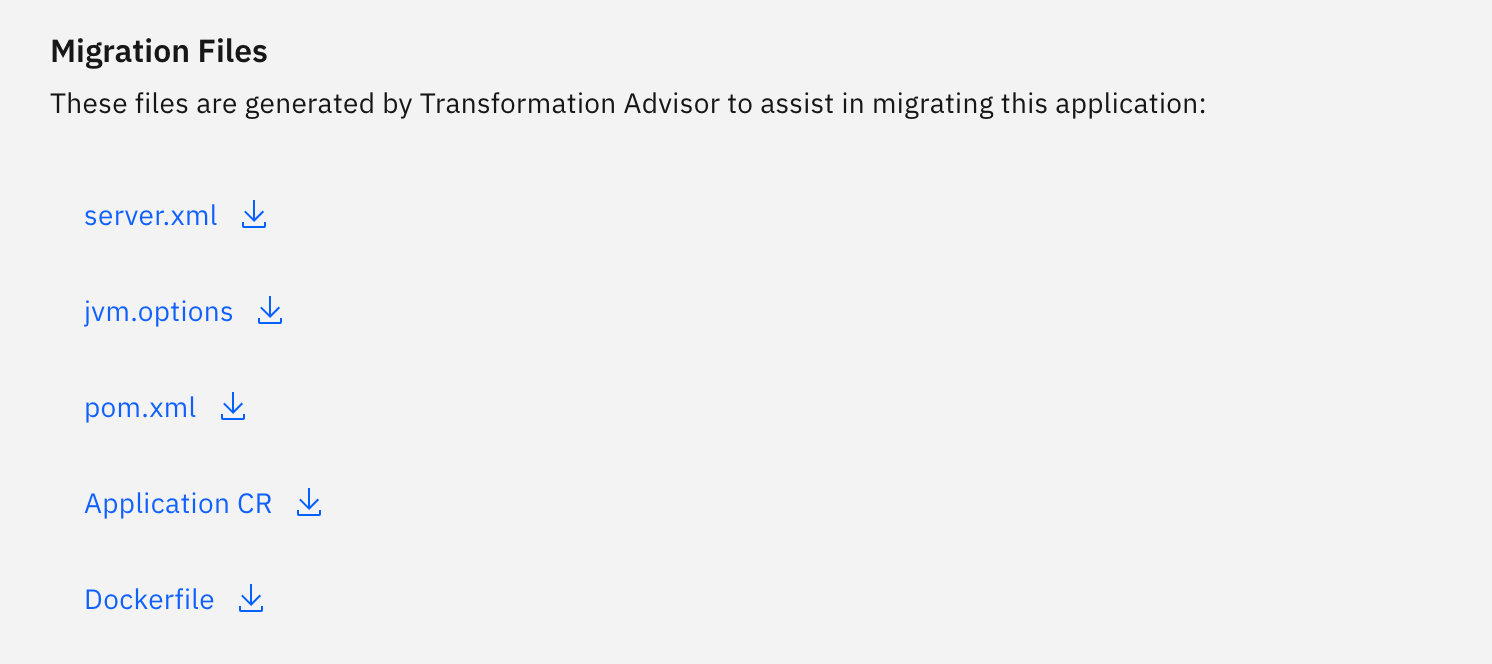 Migration Files
These files are generated by Transformation Advisor to assist in migrating this application:
server.xml
jvm.options
pom.xml
Application CR
Dockerfile